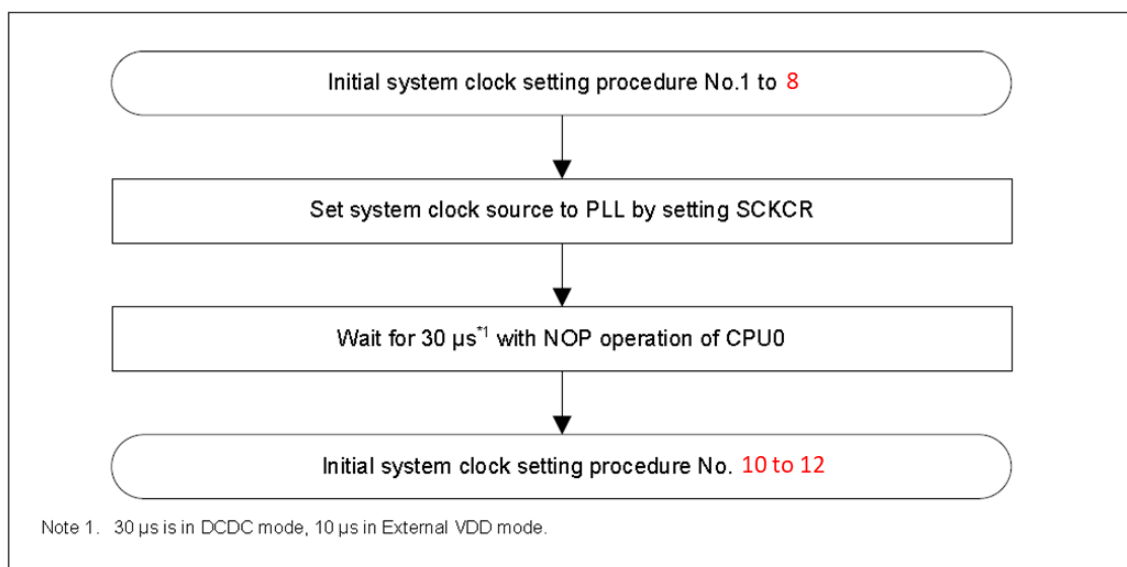 Initial system clock setting procedure No.1 to 8
Set system clock source to PLL by setting SCKCR
Wait for 30 µs*1 with NOP operation of CPU0
Initial system clock setting procedure No. 10 to 12
Note 1. 30 µs is in DCDC mode, 10 µs in External VDD mode.